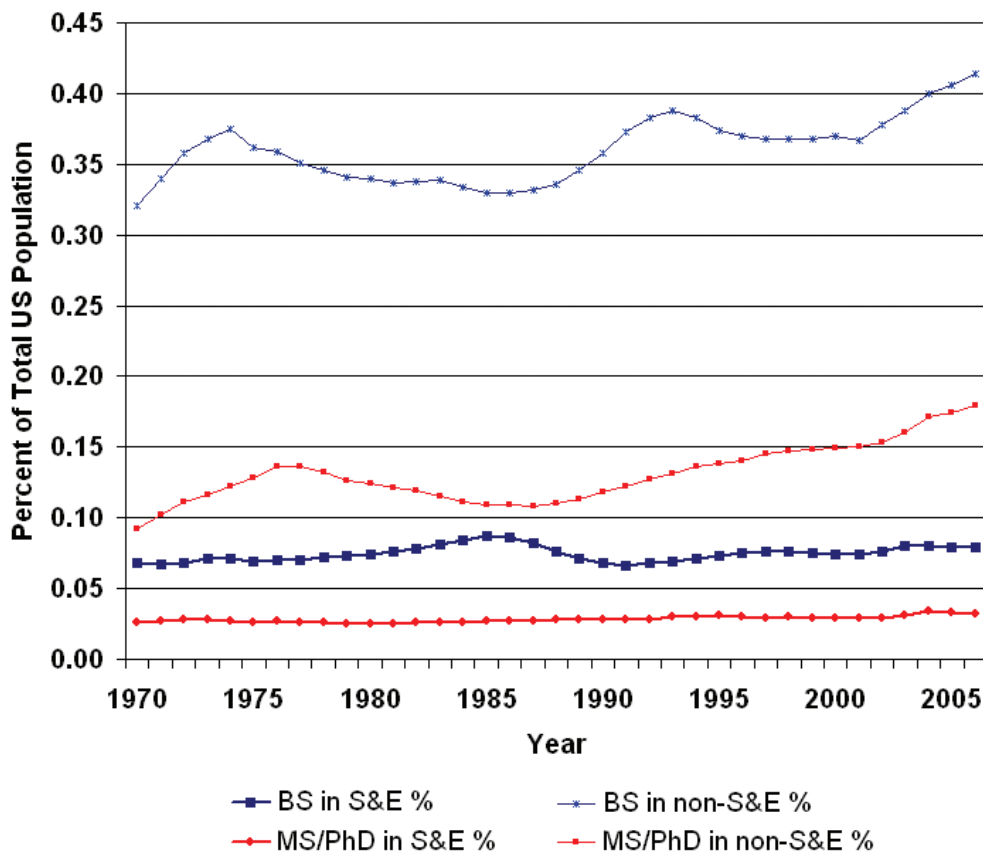 0.45
0.40
0.35
0.30
0.25
0.20
0.15
0.10
0.05
0.00
Percent of Total US Population
1970 1975 1980 1985 1990 1995 2000 2005
Year
BS in S&E % BS in non-S&E %
MS/PhD in S&E % MS/PhD in non-S&E %